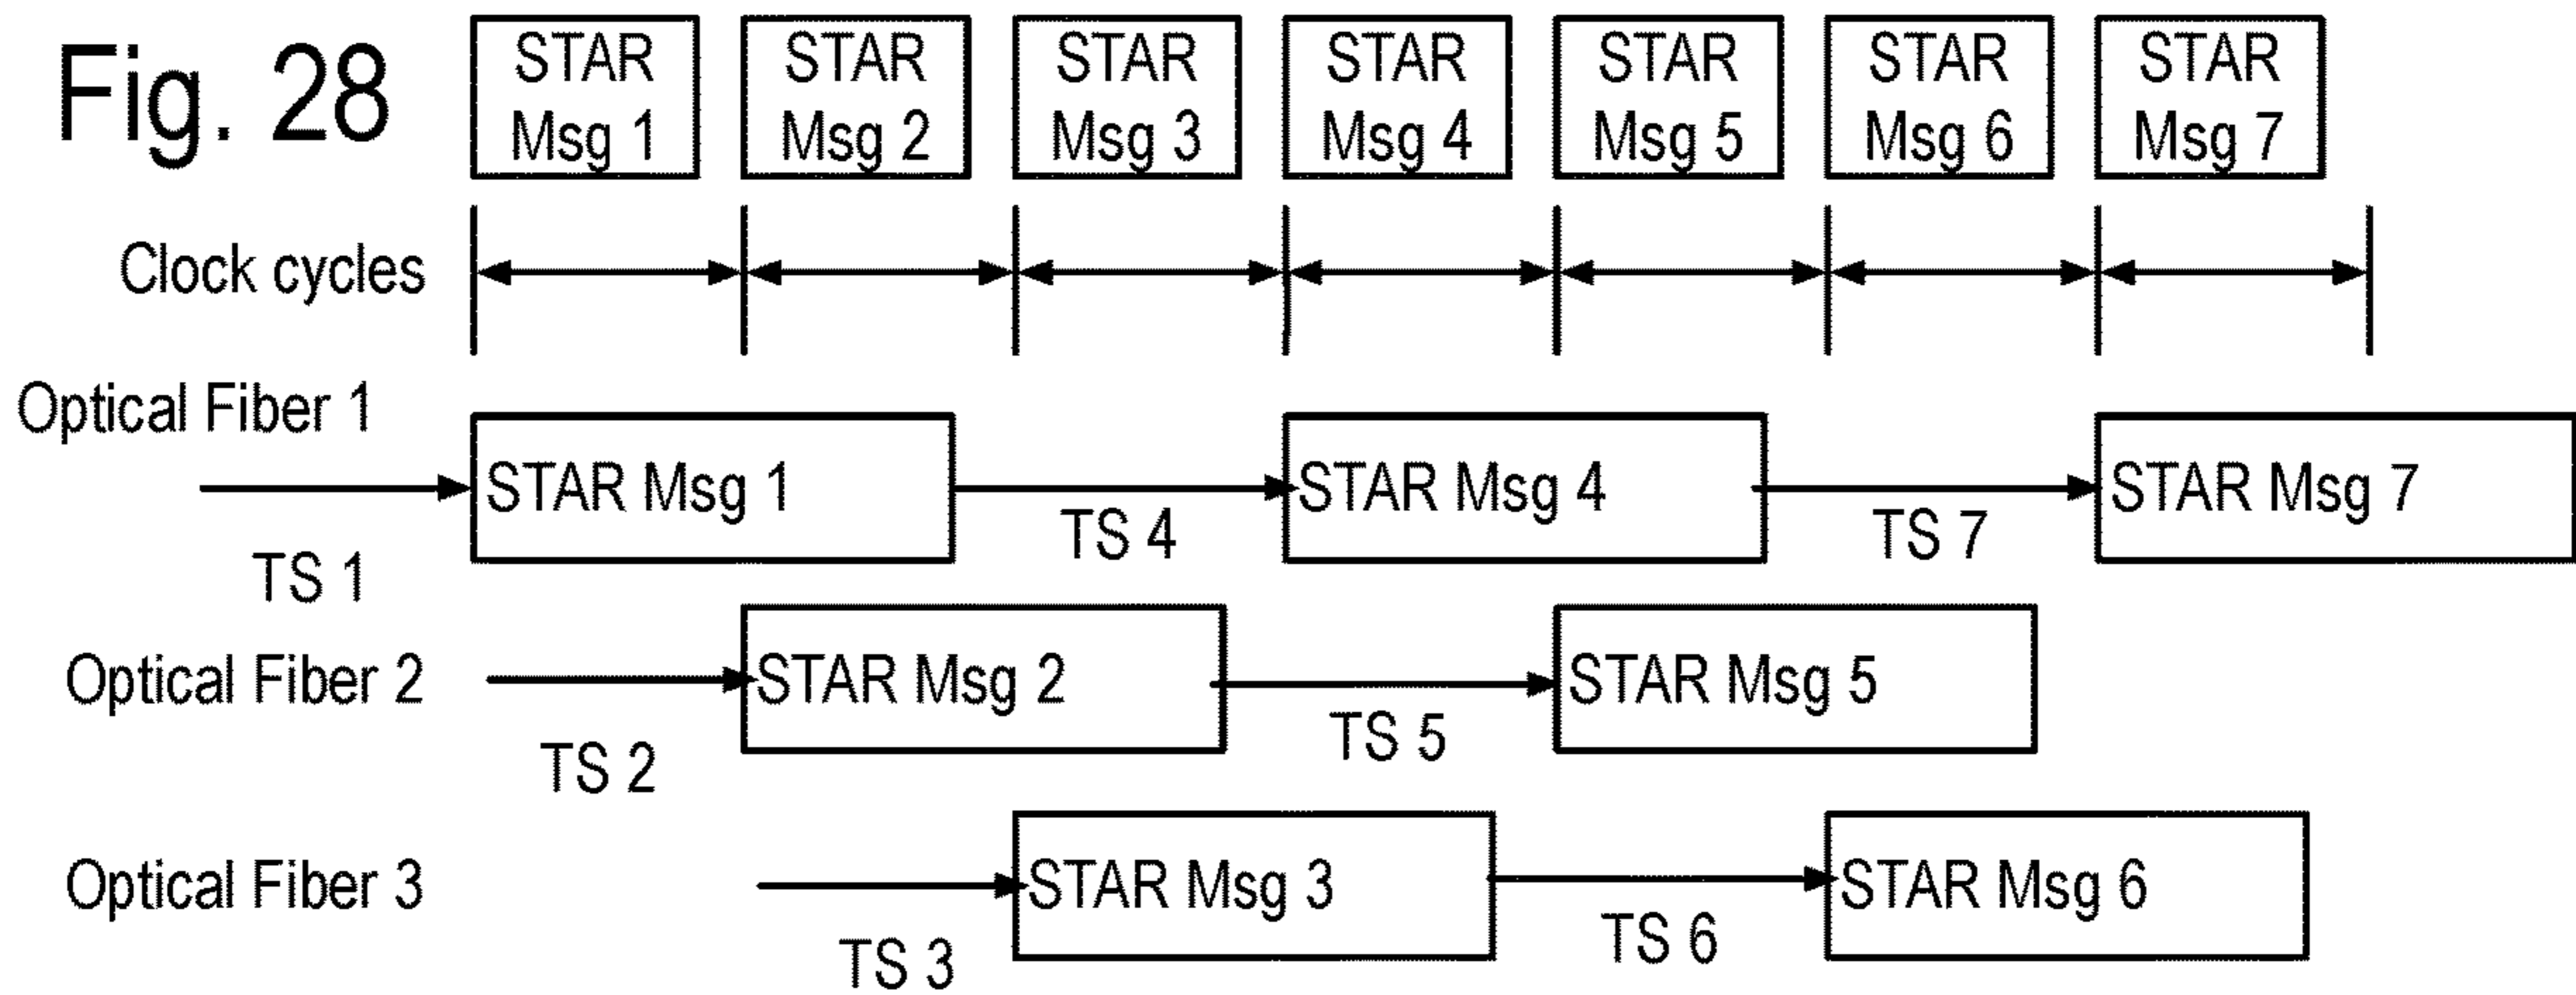 Fig. 28
STAR
Msg 1
STAR
Msg 2
STAR
Msg 3
STAR
Msg 4
STAR
Msg 5
STAR
Msg 6
STAR
Msg 7
Clock cycles
Optical Fiber 1
TS 1
STAR Msg 1
TS 4
STAR Msg 4
TS 7
STAR Msg 7
Optical Fiber 2
TS 2
STAR Msg 2
TS 5
STAR Msg 5
Optical Fiber 3
TS 3
STAR Msg 3
TS 6
STAR Msg 6